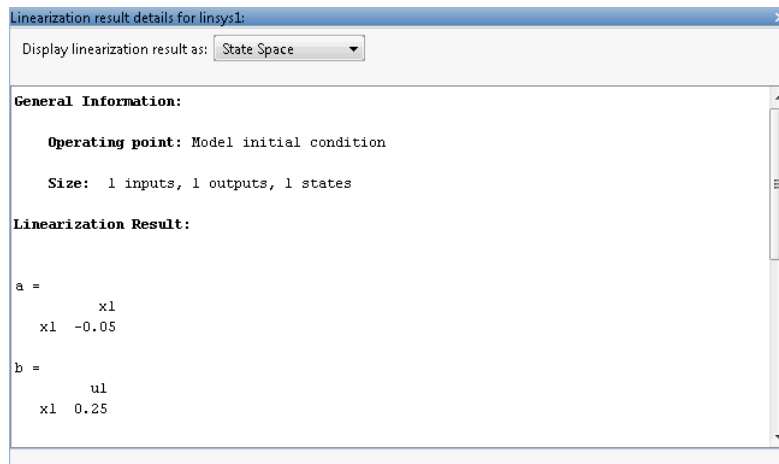 Linearization result details for linsys1:
Display linearization result as: State Space
General Information:
Operating point: Model initial condition
Size: 1 inputs, 1 outputs, 1 states
Linearization Result:
a =
x1
x1 -0.05
b =
u1
x1 0.25